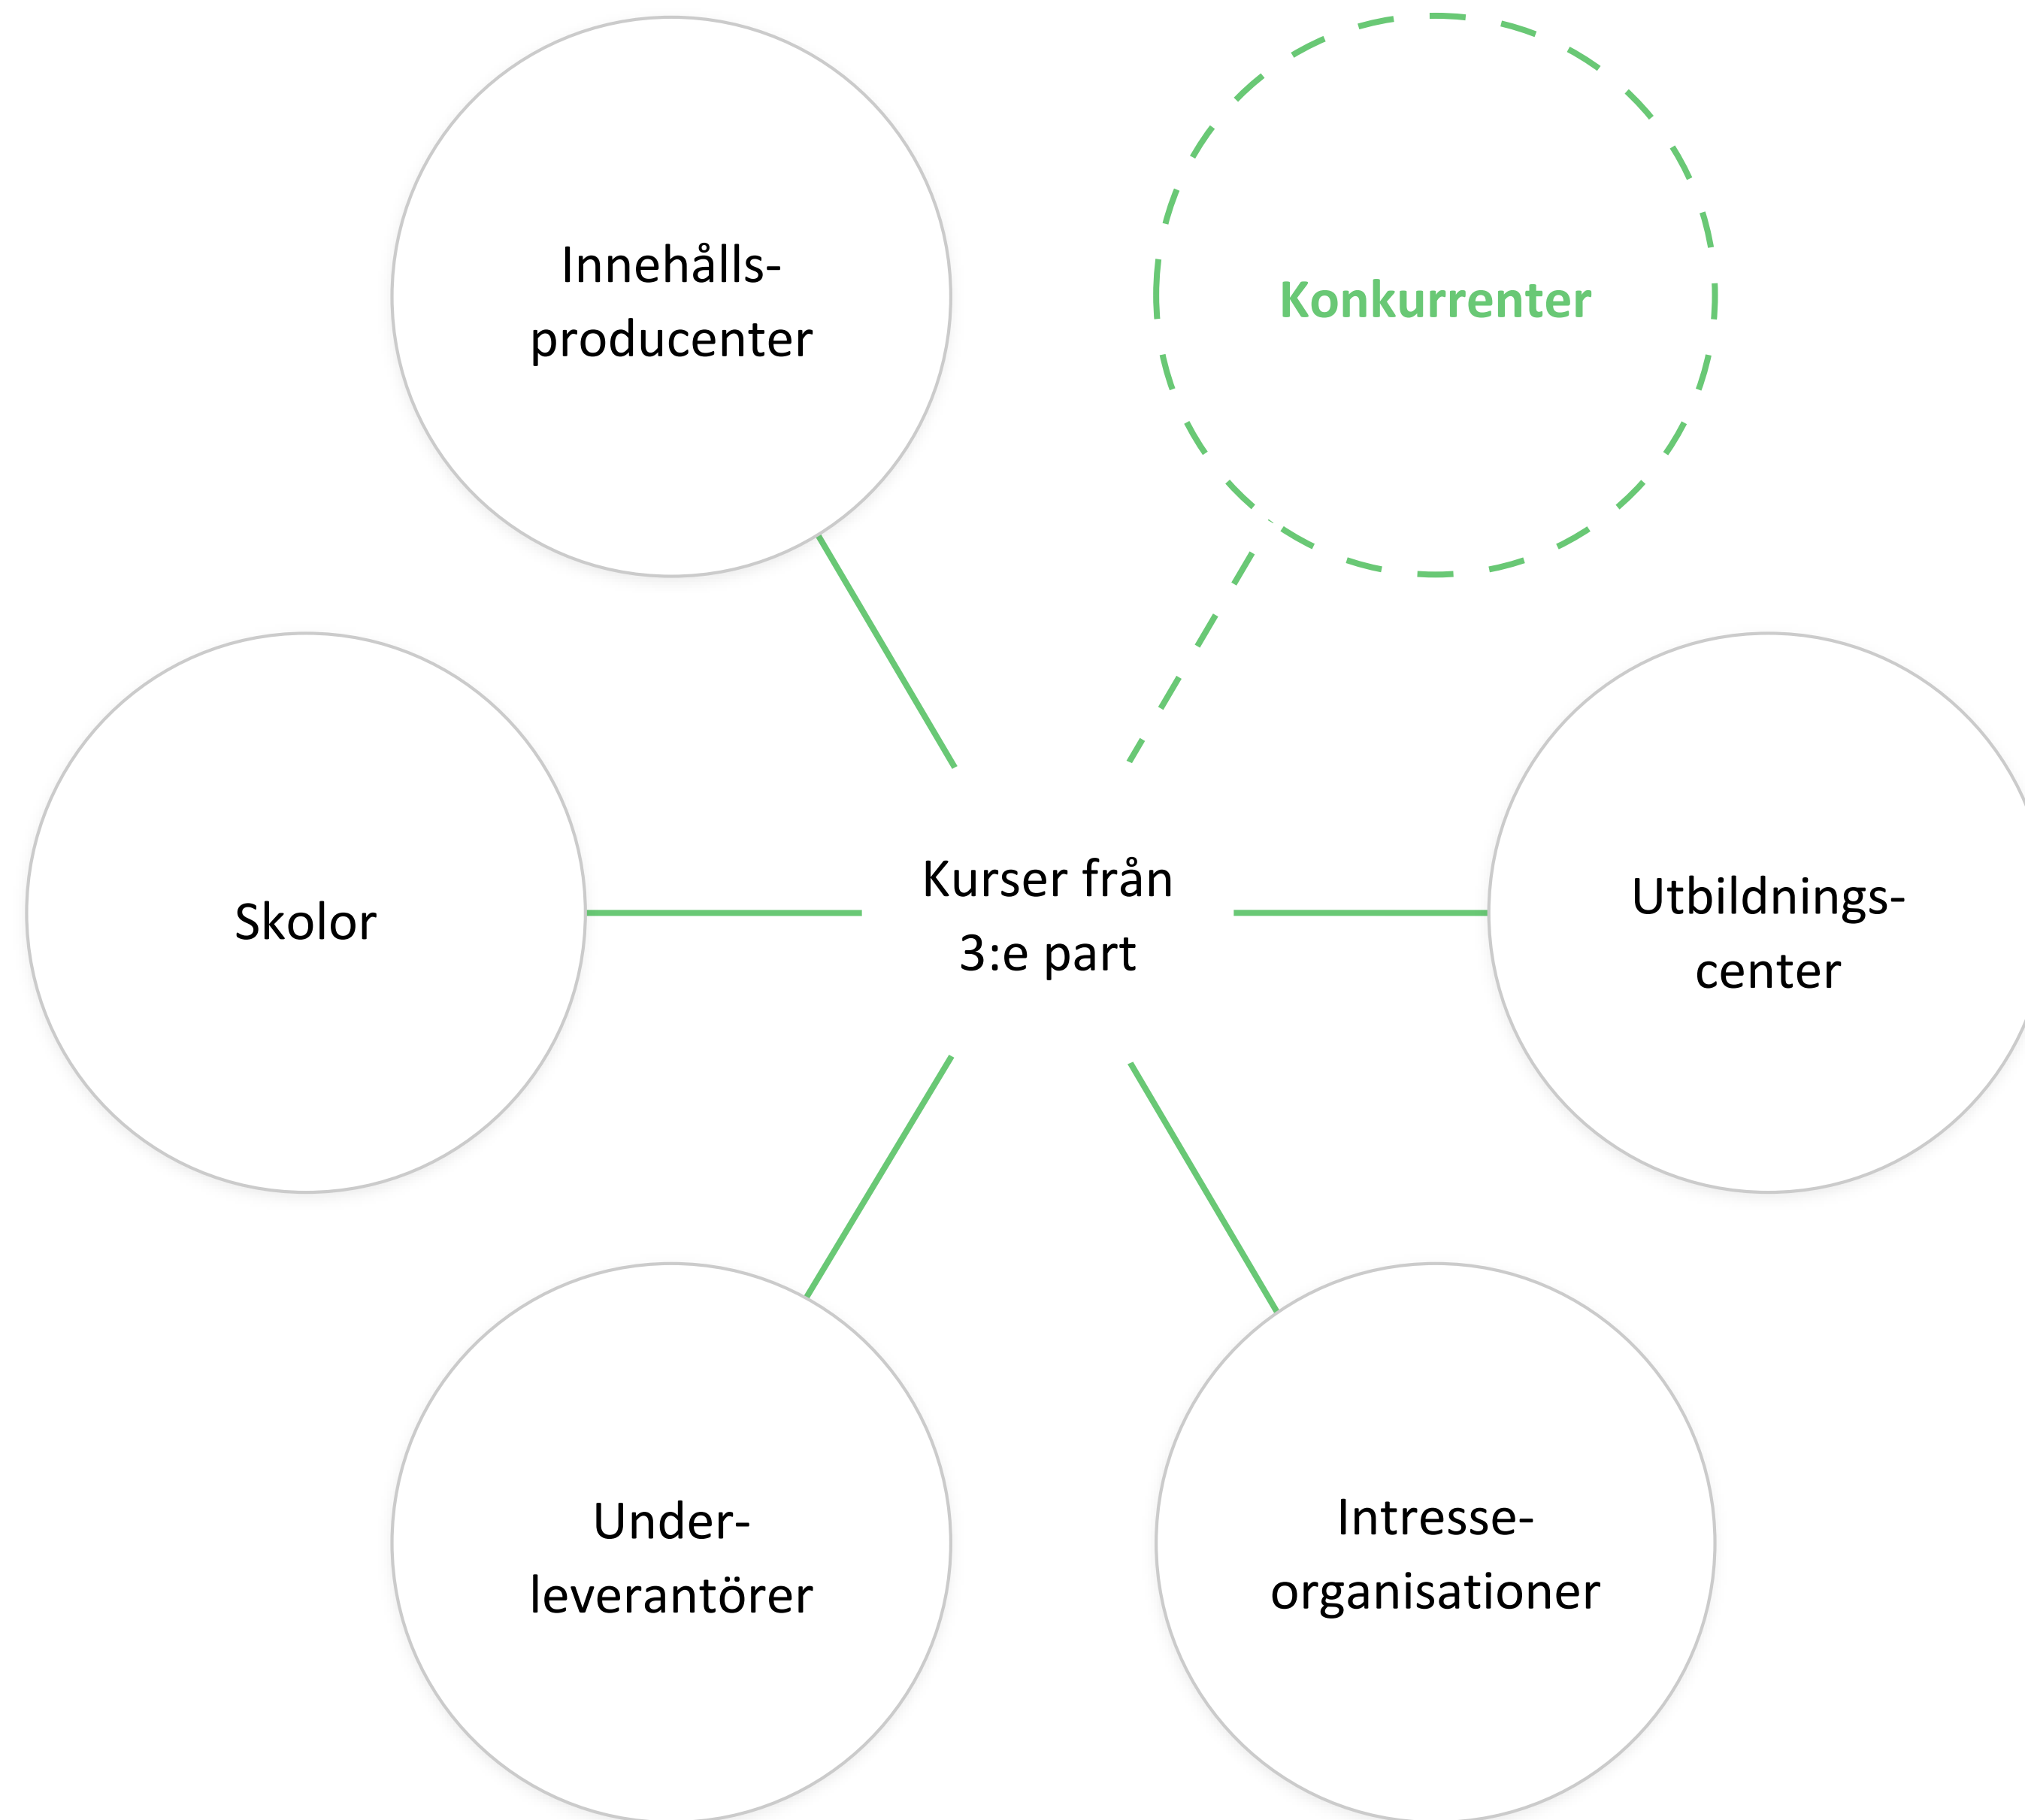 Innehålls-
producenter
Konkurrenter
Skolor
Kurser från
3:e part
Utbildnings-
center
Under-
leverantörer
Intresse-
organisationer